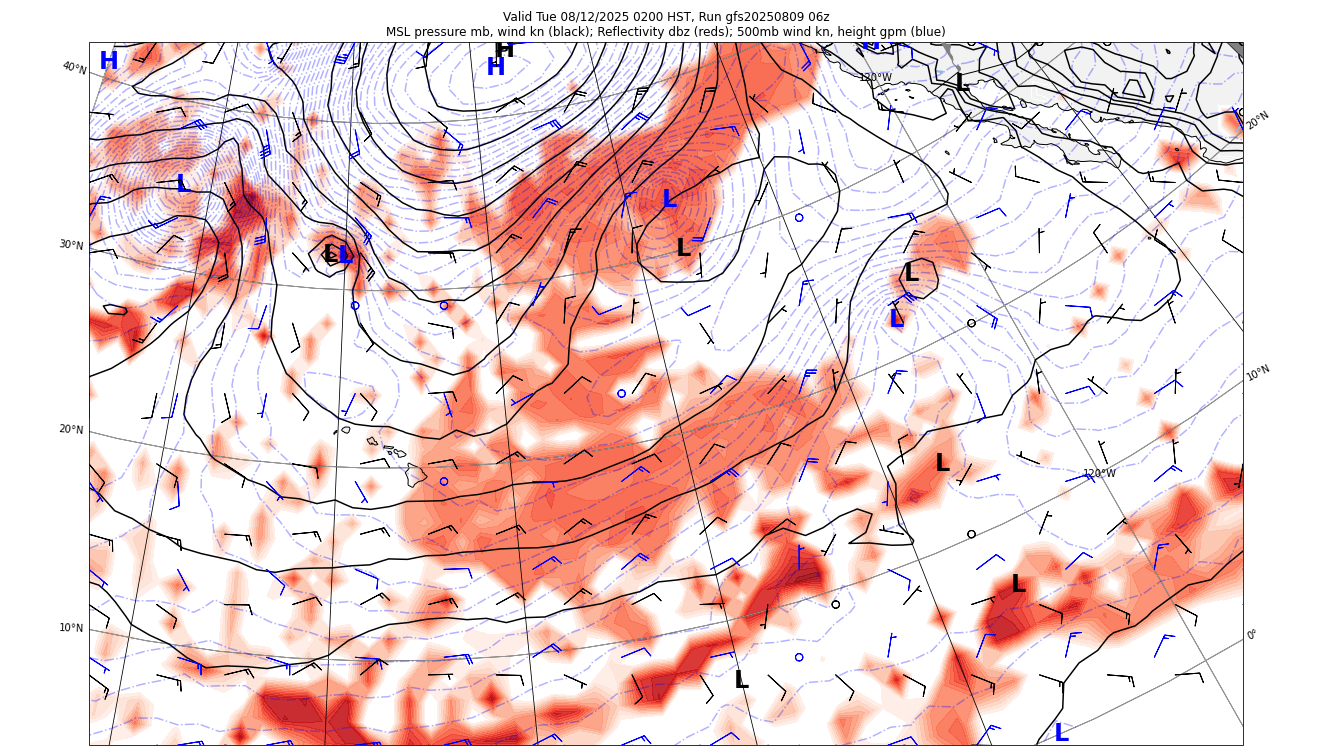 Valid Tue 08/12/2025 0200 HST, Run gfs20250809 06z
MSL pressure mb, wind kn (black); Reflectivity dbz (reds); 500mb wind kn, height gpm (blue)
H
H
H
H
40°N
120°W
L
20°N
L
L
30°N
L
L
L
L
L
10°N
20°N
L
120°W
L
10°N
0°
L
L